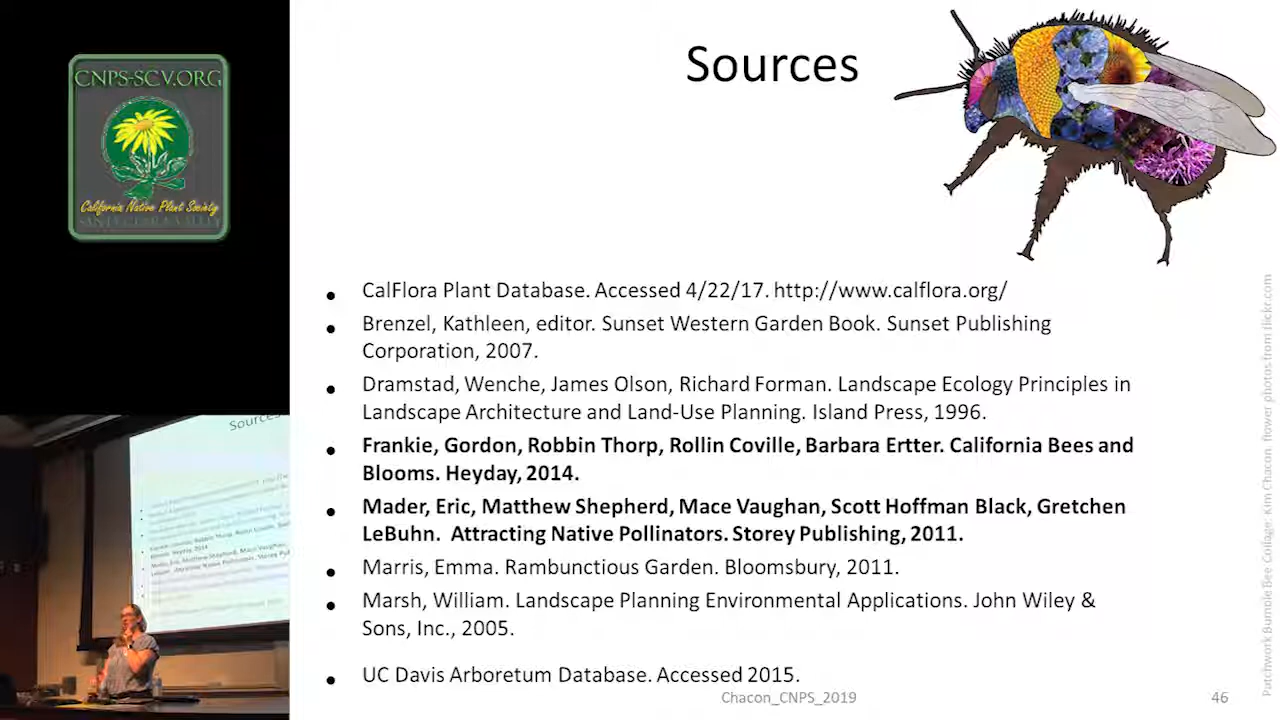 CNPS-SCV.ORG
California Native Plant Society
SANTA CLARA VALLEY
Sources
CalFlora Plant Database. Accessed 4/22/17. http://www.calflora.org/
Brenzel, Kathleen, editor. Sunset Western Garden Book. Sunset Publishing
Corporation, 2007.
Dramstad, Wenche, James Olson, Richard Forman. Landscape Ecology Principles in
Landscape Architecture and Land-Use Planning. Island Press, 1996.
Frankie, Gordon, Robbin Thorp, Rollin Coville, Barbara Ertter. California Bees and
Blooms. Heyday, 2014.
Mader, Eric, Matthew Shepherd, Mace Vaughan, Scott Hoffman Black, Gretchen
LeBuhn. Attracting Native Pollinators. Storey Publishing, 2011.
Marris, Emma. Rambunctious Garden. Bloomsbury, 2011.
Marsh, William. Landscape Planning Environmental Applications. John Wiley &
Sons, Inc., 2005.
UC Davis Arboretum Database. Accessed 2015.
Chacon_CNPS_2019
46
Patchwork Bumble Bee Collage: Kim Chacon, flower photos from flickr.com
Sources